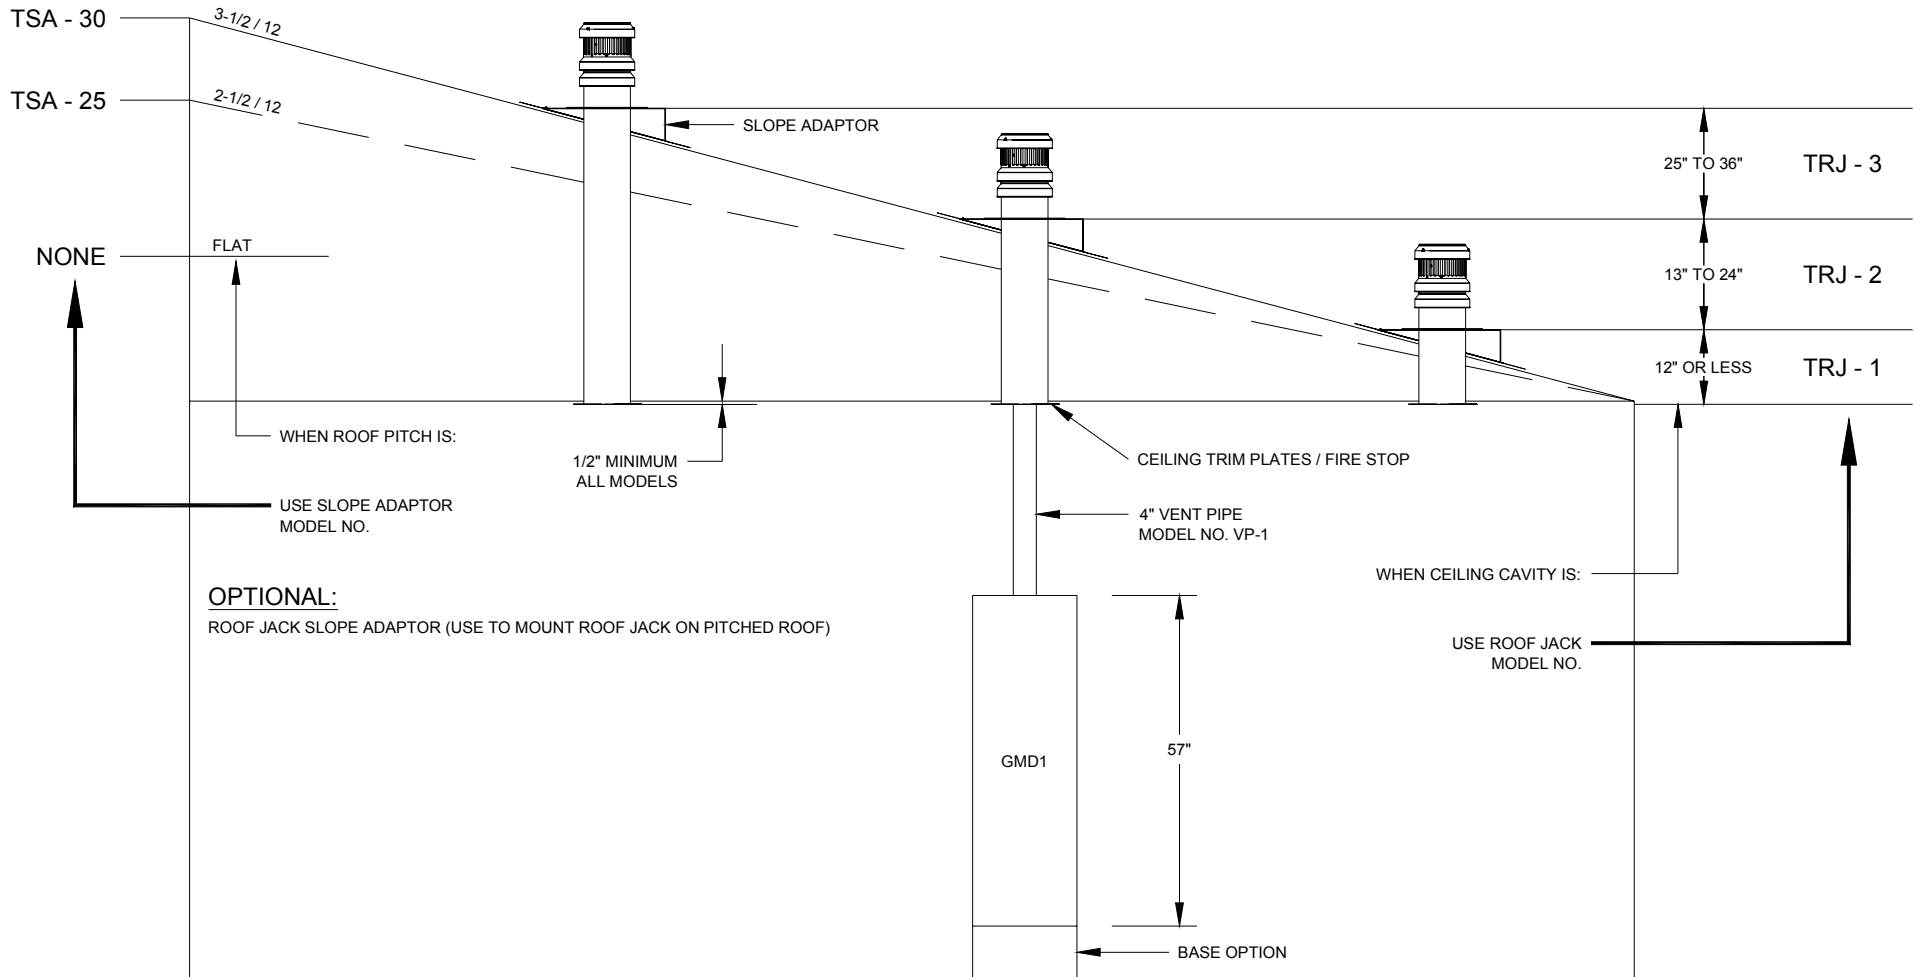 TSA - 30
3-1/2 / 12
TSA - 25
2-1/2 / 12
SLOPE ADAPTOR
25" TO 36"
TRJ - 3
NONE
FLAT
13" TO 24"
TRJ - 2
12" OR LESS
TRJ - 1
WHEN ROOF PITCH IS:
1/2" MINIMUM
ALL MODELS
CEILING TRIM PLATES / FIRE STOP
USE SLOPE ADAPTOR
MODEL NO.
4" VENT PIPE
MODEL NO. VP-1
WHEN CEILING CAVITY IS:
OPTIONAL:
ROOF JACK SLOPE ADAPTOR (USE TO MOUNT ROOF JACK ON PITCHED ROOF)
USE ROOF JACK
MODEL NO.
57"
GMD1
BASE OPTION